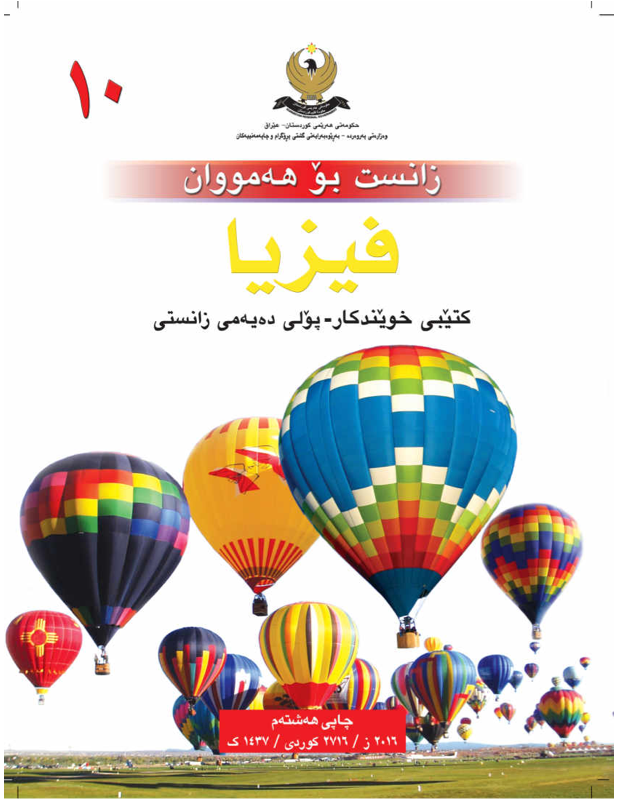 ١٠
حکومەتی هەرێمی کوردستان - عێراق
وەزارەتی پەروەردە - بەڕێوەبەرایەتی گشتی پرۆگرام و چاپەمەنییەکان
زانست بۆ هەمووان
فیزیا
کتێبی خوێندکار - پۆلی دەیەمی زانستی
چاپی هەشتەم
٢٠١٦ ز / ٢٧١٦ کوردی / ١٤٣٧ ک